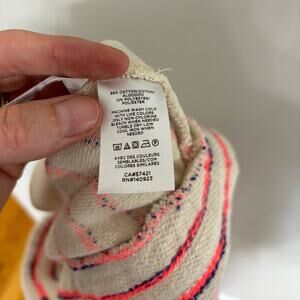 88% COTTON/COTON/
ALGODON
12% POLYESTER/
POLIESTER
MACHINE WASH COLD
WITH LIKE COLORS
ONLY NON-CHLORINE
BLEACH WHEN NEEDED
TUMBLE DRY LOW
COOL IRON WHEN
NEEDED
AVEC DES COULEURS
SEMBLABLES/CON
COLORES SIMILARES
CA#57421
RN#140923